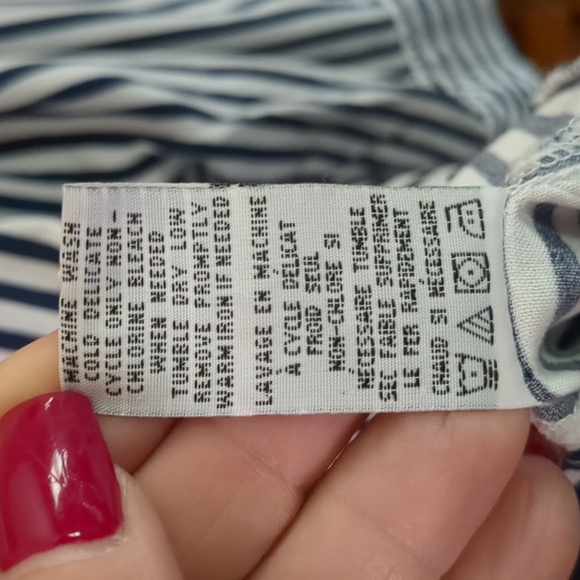 MACHINE WASH
COLD DELICATE
CYCLE ONLY NON-
CHLORINE BLEACH
WHEN NEEDED
TUMBLE DRY LOW
REMOVE PROMPTLY
WARM IRON IF NEEDED
LAVAGE EN MACHINE
À CYCLE DÉLICAT
FROID SEUL
NON-CHLORE SI
NÉCESSAIRE TUMBLE
SEC FAIBLE SUPPRIMER
LE FER RAPIDEMENT
CHAUD SI NÉCESSAIRE